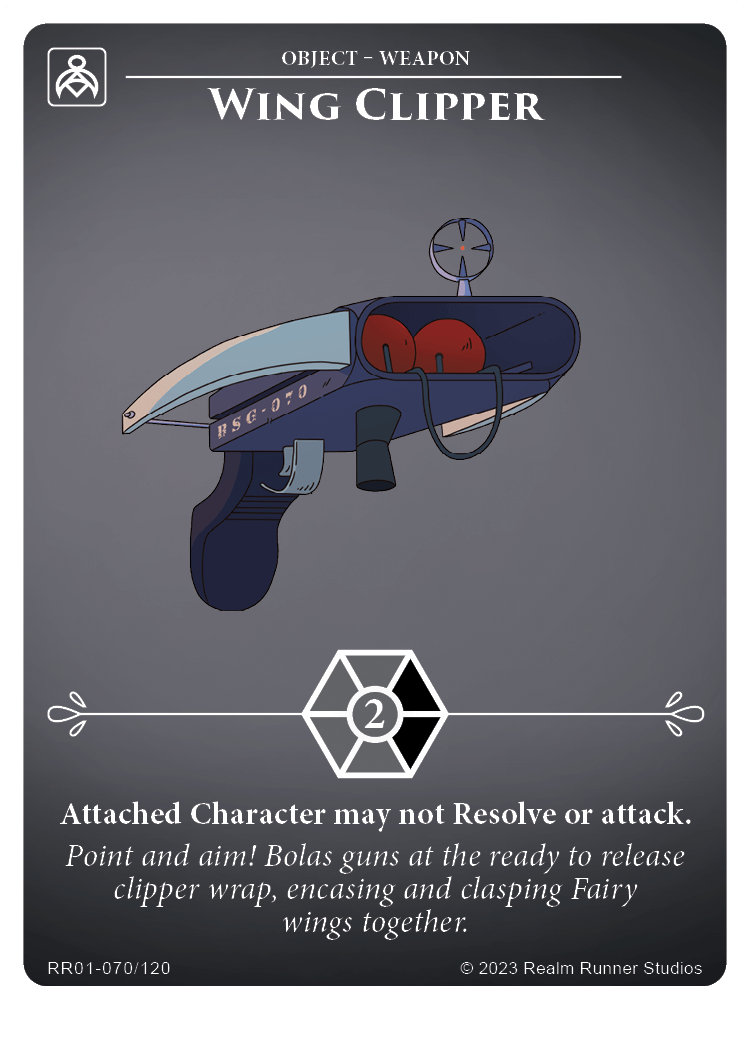 OBJECT – WEAPON
WING CLIPPER
RSG-070
2
Attached Character may not Resolve or attack.
Point and aim! Bolas guns at the ready to release
clipper wrap, encasing and clasping Fairy
wings together.
RR01-070/120
© 2023 Realm Runner Studios